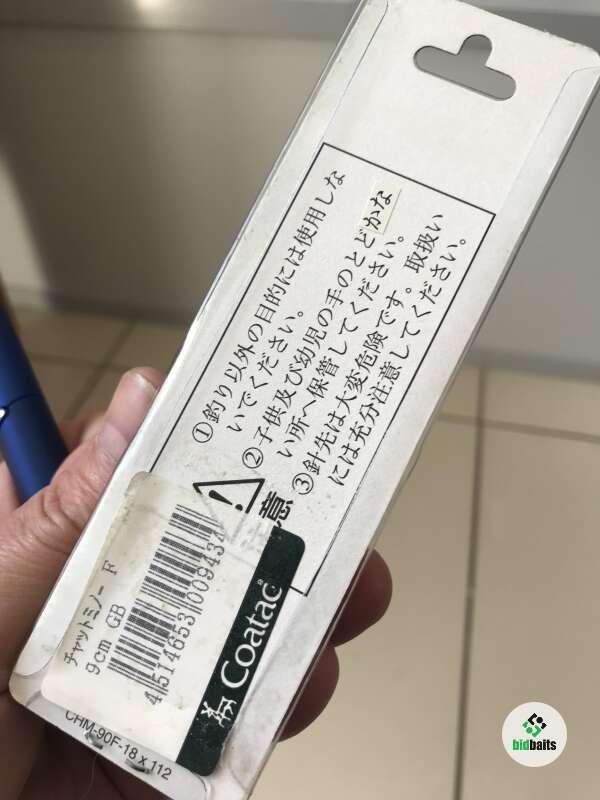 ①釣り以外の目的には使用しな
いでください。
②子供及び幼児の手のとどかな
い所へ保管してください。
③針先は大変危険です。取扱い
には充分注意してください。
意
チャットミノー F
9cm GB
4 514653 009434
Coatac®
CHM-90F-18×112
bidbaits